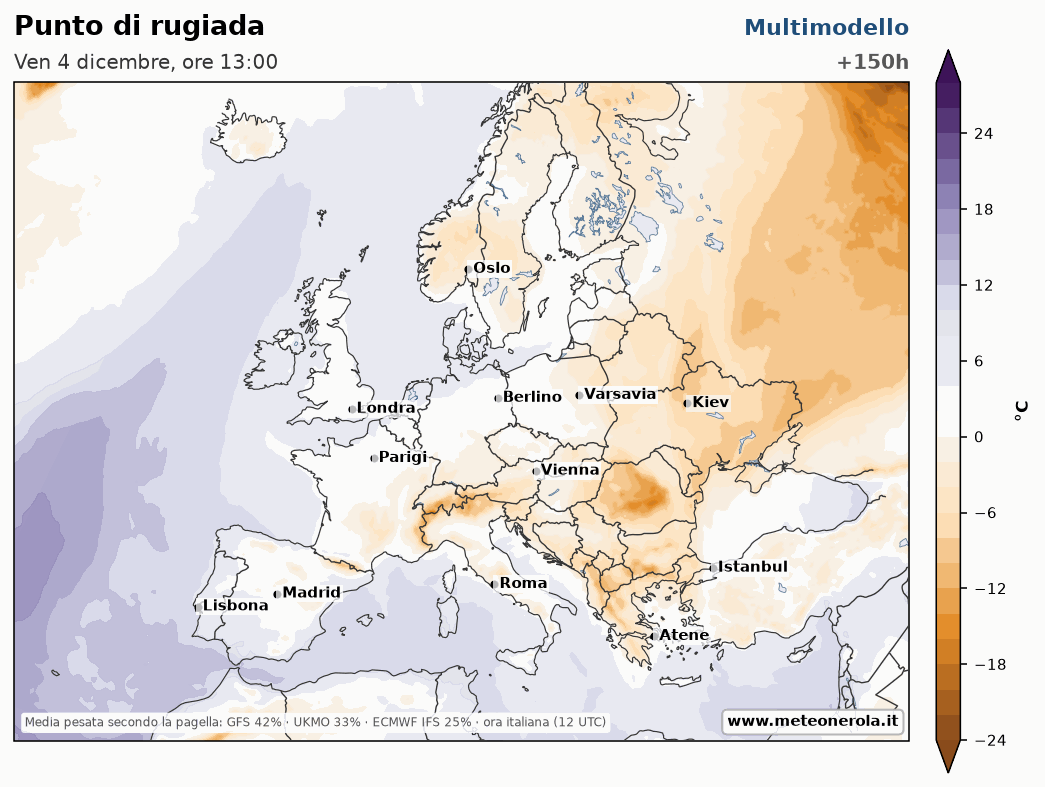 Punto di rugiada
Multimodello
Ven 4 dicembre, ore 13:00
+150h
24
18
12
6
0
−6
−12
−18
−24
°C
Oslo
Londra
Berlino
Varsavia
Kiev
Parigi
Vienna
Istanbul
Roma
Madrid
Lisbona
Atene
Media pesata secondo la pagella: GFS 42% · UKMO 33% · ECMWF IFS 25% · ora italiana (12 UTC)
www.meteonerola.it